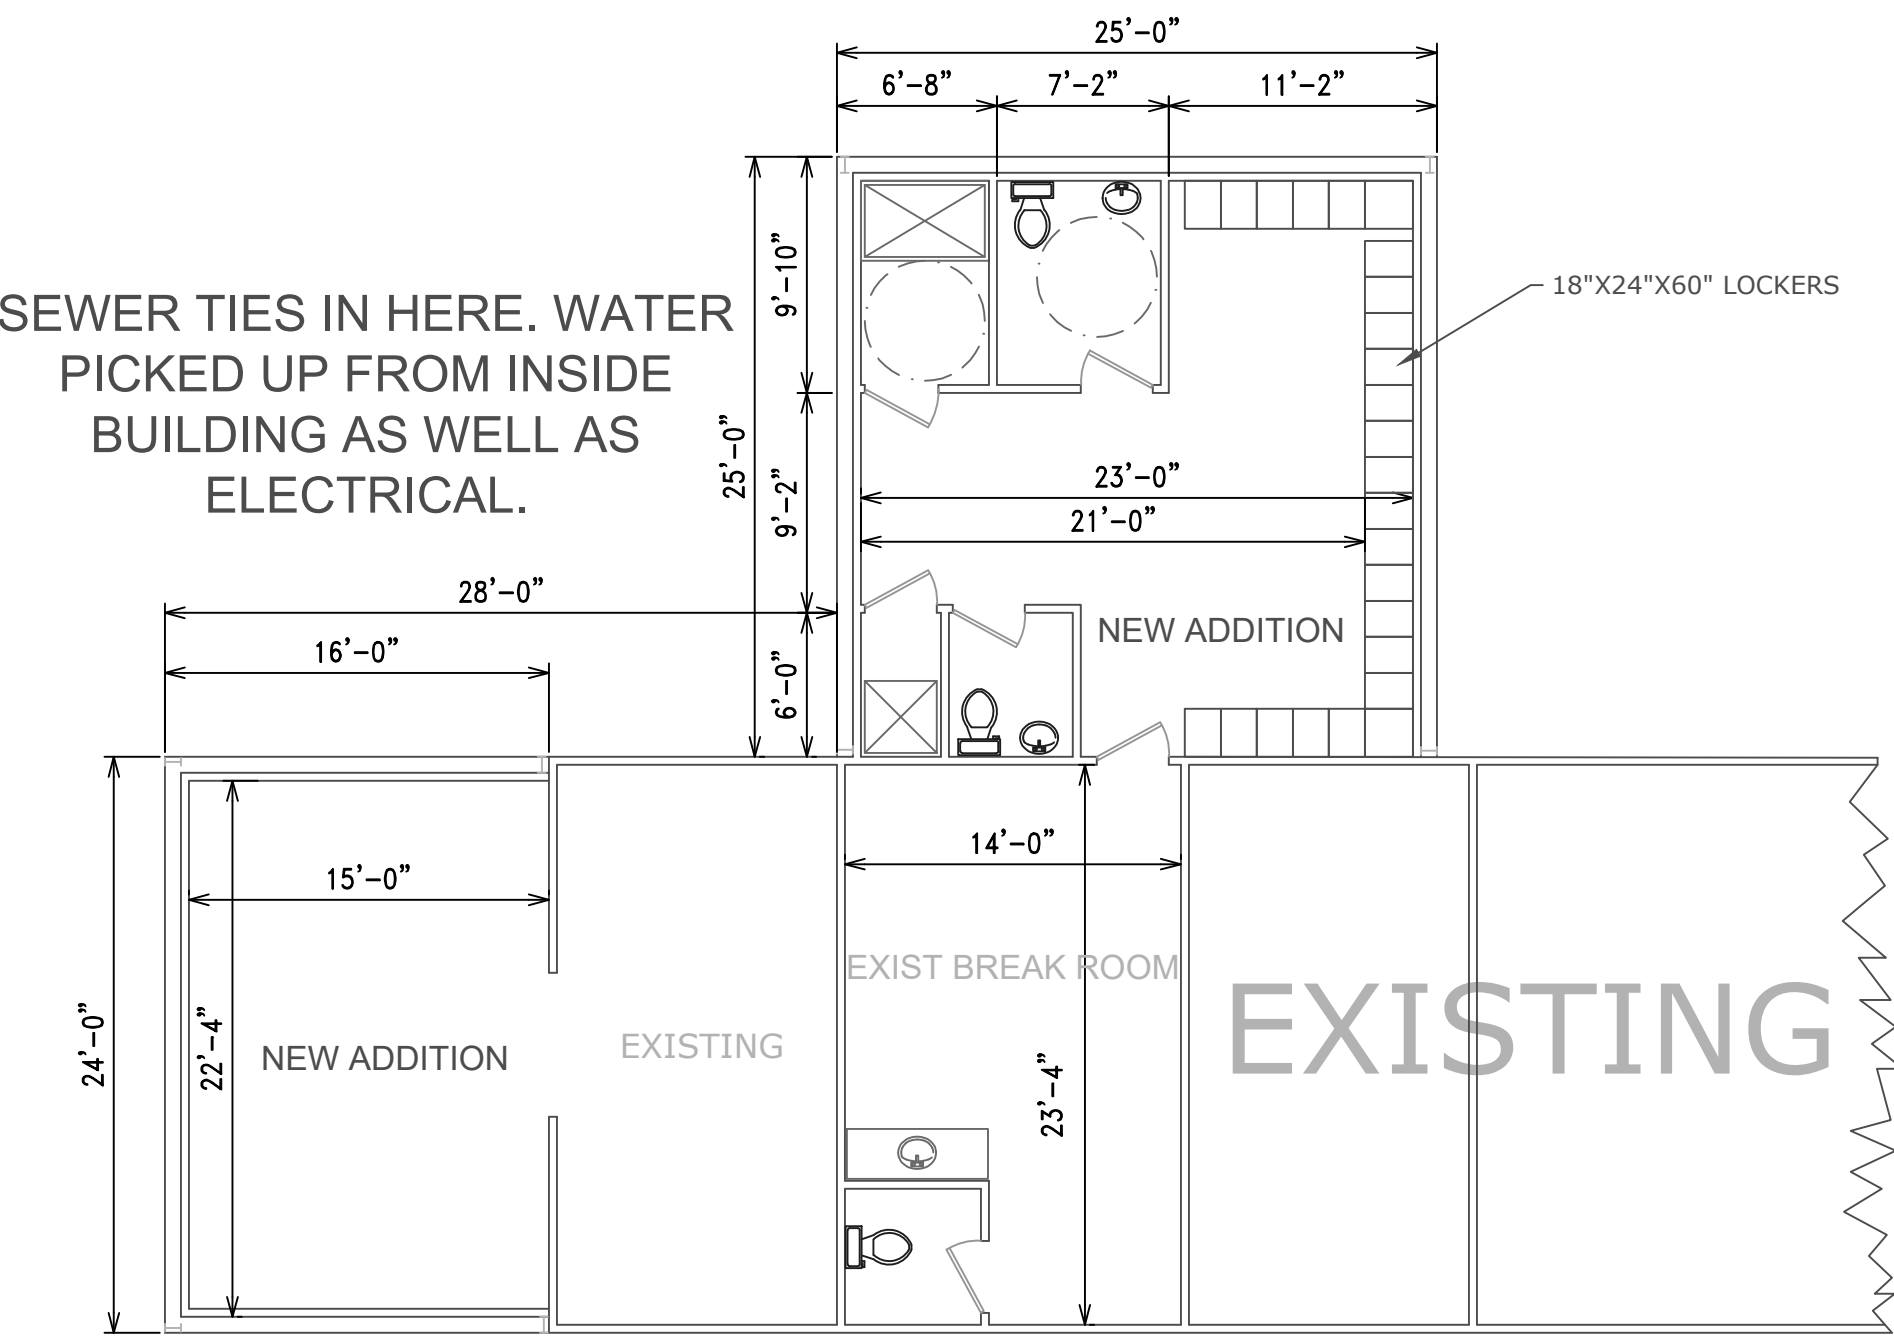 25’-0”
6’-8”
7’-2”
11’-2”
18"X24"X60" LOCKERS
9’-10”
SEWER TIES IN HERE. WATER
PICKED UP FROM INSIDE
BUILDING AS WELL AS
ELECTRICAL.
25’-0”
9’-2”
23’-0”
21’-0”
28’-0”
16’-0”
6’-0”
NEW ADDITION
14’-0”
15’-0”
EXIST BREAK ROOM
EXISTING
24’-0”
22’-4”
NEW ADDITION
EXISTING
23’-4”